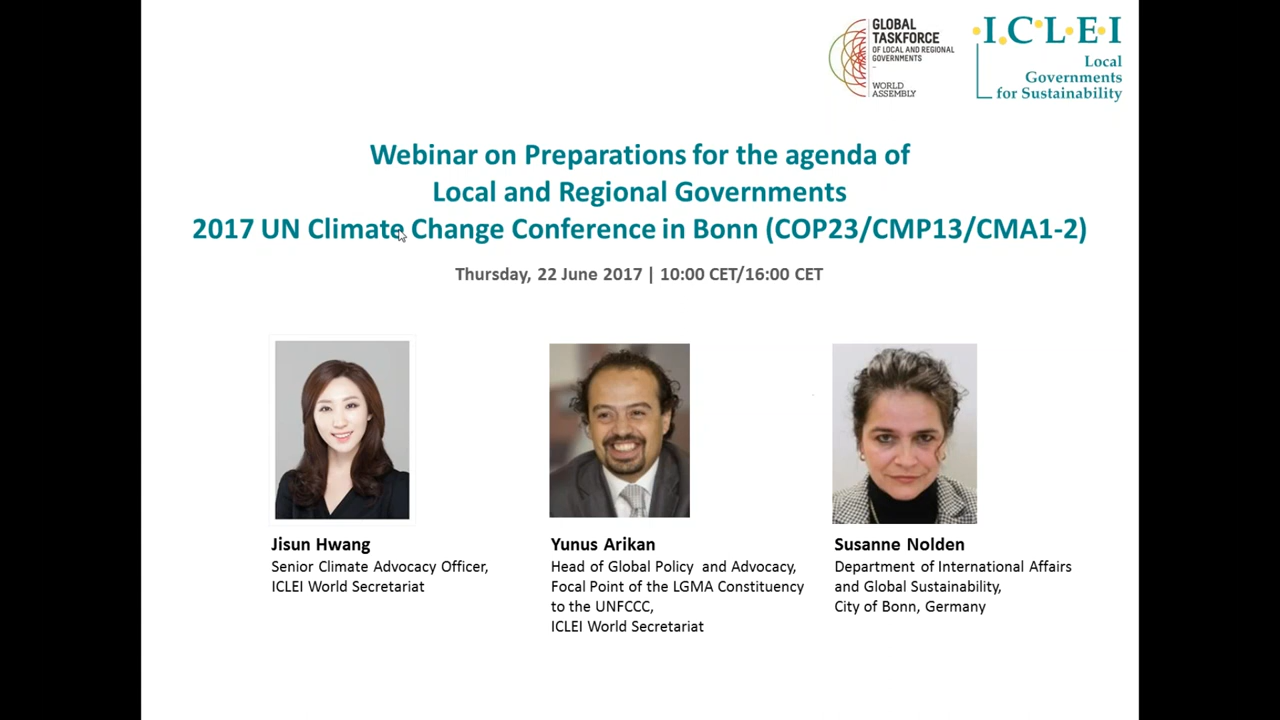 GLOBAL
TASKFORCE
OF LOCAL AND REGIONAL
GOVERNMENTS
WORLD
ASSEMBLY
I.C.L.E.I
Local
Governments
for Sustainability
Webinar on Preparations for the agenda of
Local and Regional Governments
2017 UN Climate Change Conference in Bonn (COP23/CMP13/CMA1-2)
Thursday, 22 June 2017 | 10:00 CET/16:00 CET
Jisun Hwang
Senior Climate Advocacy Officer,
ICLEI World Secretariat
Yunus Arikan
Head of Global Policy and Advocacy,
Focal Point of the LGMA Constituency
to the UNFCCC,
ICLEI World Secretariat
Susanne Nolden
Department of International Affairs
and Global Sustainability,
City of Bonn, Germany